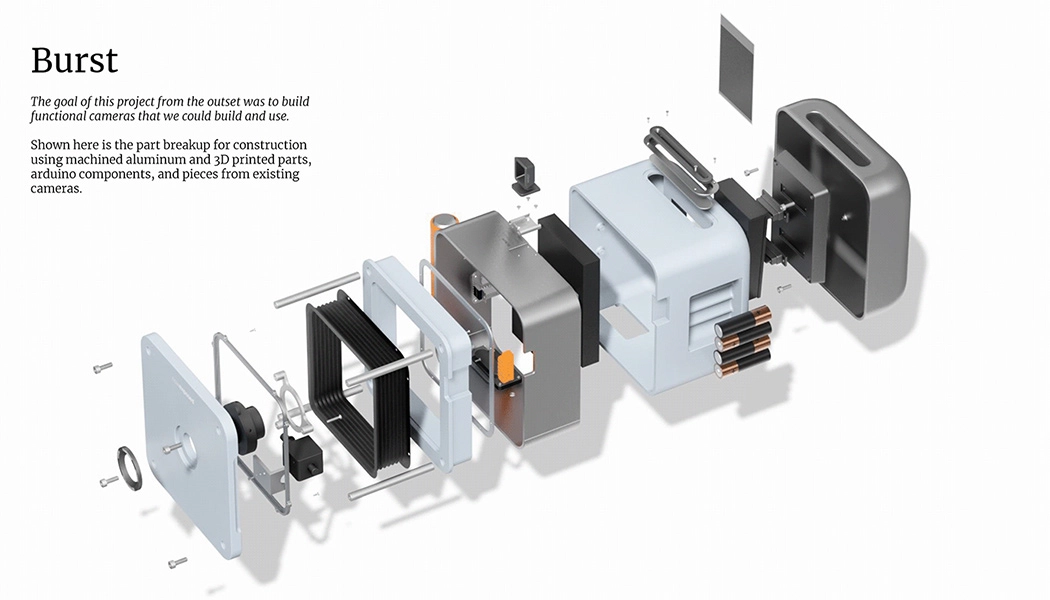 Burst
The goal of this project from the outset was to build
functional cameras that we could build and use.
Shown here is the part breakup for construction
using machined aluminum and 3D printed parts,
arduino components, and pieces from existing
cameras.